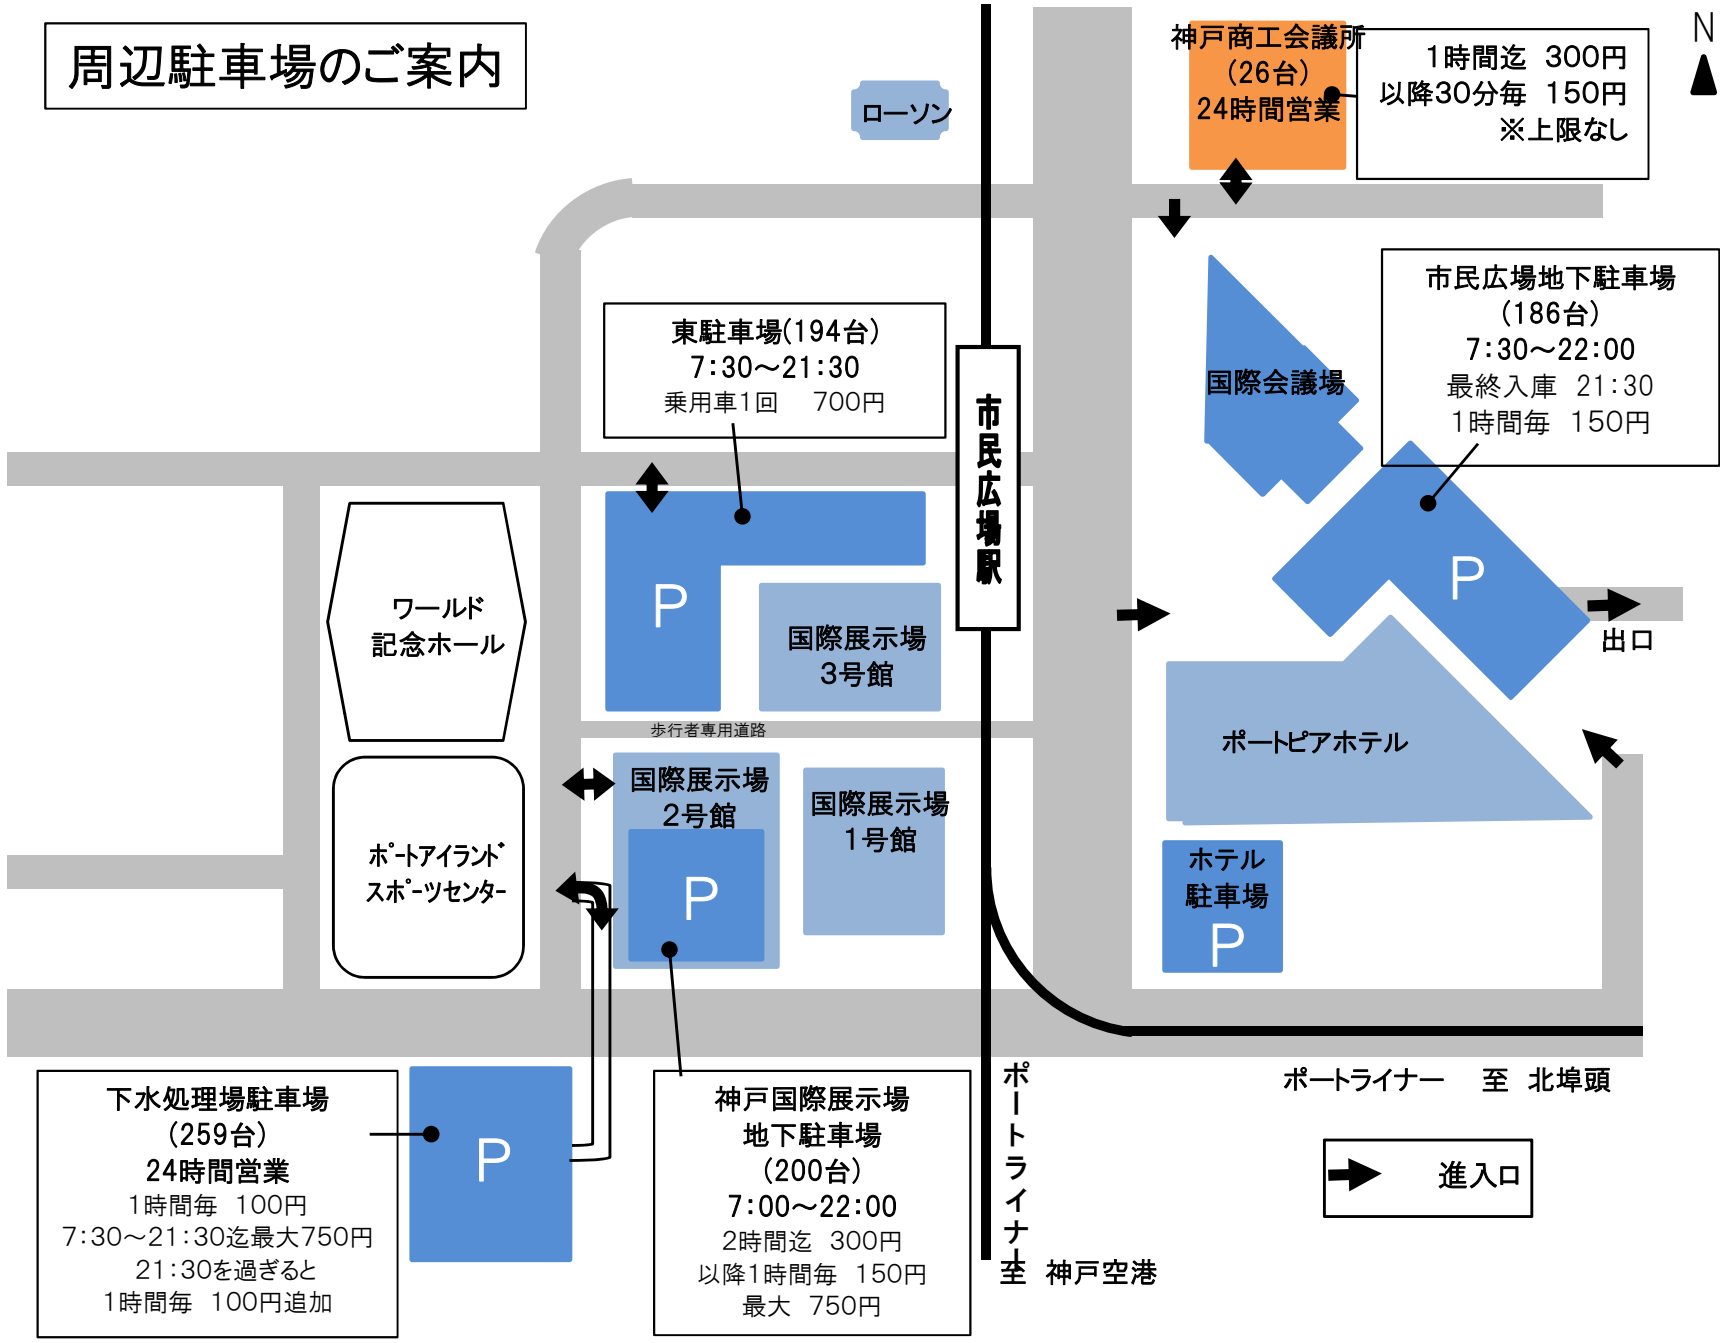 周辺駐車場のご案内
N
神戸商工会議所
(26台)
24時間営業
1時間迄 300円
以降30分毎 150円
※上限なし
ローソン
市民広場地下駐車場
(186台)
7:30～22:00
最終入庫 21:30
1時間毎 150円
東駐車場(194台)
7:30～21:30
乗用車1回 700円
市民広場駅
国際会議場
P
出口
ワールド
記念ホール
P
国際展示場
3号館
歩行者専用道路
ポートピアホテル
国際展示場
2号館
P
国際展示場
1号館
ポートアイランド
スポーツセンター
ホテル
駐車場
P
下水処理場駐車場
(259台)
24時間営業
1時間毎 100円
7:30～21:30迄最大750円
21:30を過ぎると
1時間毎 100円追加
P
神戸国際展示場
地下駐車場
(200台)
7:00～22:00
2時間迄 300円
以降1時間毎 150円
最大 750円
ポートライナー
至 神戸空港
ポートライナー 至 北埠頭
進入口